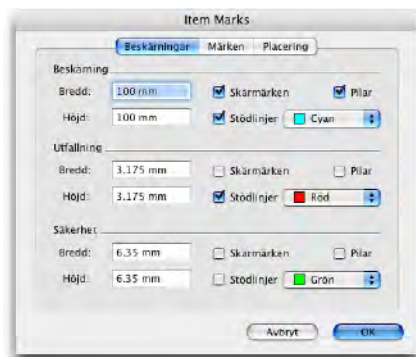 Item Marks
Beskärningar Märken Placering
Beskärning
Bredd: 100 mm Skärmärken Pilar
Höjd: 100 mm Stödlinjer Cyan
Utfallning
Bredd: 3.175 mm Skärmärken Pilar
Höjd: 3.175 mm Stödlinjer Röd
Säkerhet
Bredd: 6.35 mm Skärmärken Pilar
Höjd: 6.35 mm Stödlinjer Grön
Avbryt OK